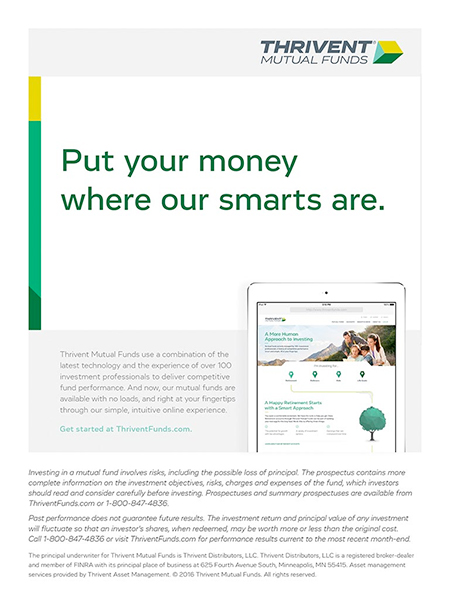 THRIVENT®
MUTUAL FUNDS
Put your money
where our smarts are.
THRIVENT
MUTUAL FUNDS
A More Human
Approach to Investing
A Happy Retirement Starts
with a Smart Approach
Thrivent Mutual Funds use a combination of the
latest technology and the experience of over 100
investment professionals to deliver competitive
fund performance. And now, our mutual funds are
available with no loads, and right at your fingertips
through our simple, intuitive online experience.
Get started at ThriventFunds.com.
Investing in a mutual fund involves risks, including the possible loss of principal. The prospectus contains more
complete information on the investment objectives, risks, charges and expenses of the fund, which investors
should read and consider carefully before investing. Prospectuses and summary prospectuses are available from
ThriventFunds.com or 1-800-847-4836.
Past performance does not guarantee future results. The investment return and principal value of any investment
will fluctuate so that an investor's shares, when redeemed, may be worth more or less than the original cost.
Call 1-800-847-4836 or visit ThriventFunds.com for performance results current to the most recent month-end.
The principal underwriter for Thrivent Mutual Funds is Thrivent Distributors, LLC. Thrivent Distributors, LLC is a registered broker-dealer
and member of FINRA with its principal place of business at 625 Fourth Avenue South, Minneapolis, MN 55415. Asset management
services provided by Thrivent Asset Management. © 2016 Thrivent Mutual Funds. All rights reserved.